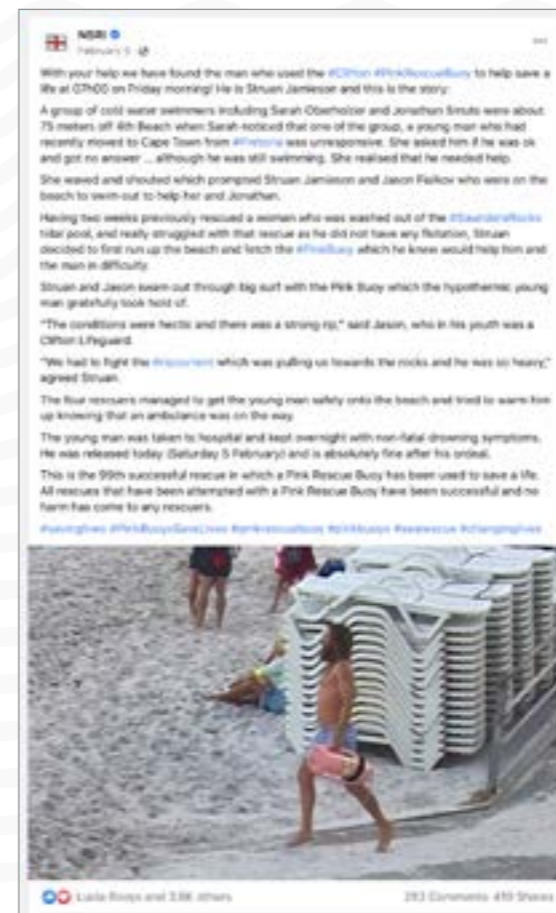 NSRI
February 5
With your help we have found the man who used the #Clifton #PinkRescueBuoy to help save a
life at 07h00 on Friday morning! He is Struan Jamieson and this is the story:
A group of cold water swimmers including Sarah Oberholzer and Jonathan Smuts were about
75 meters off 4th Beach when Sarah noticed that one of the group, a young man who had
recently moved to Cape Town from #Pretoria was unresponsive. She asked him if he was ok
and got no answer ... although he was still swimming. She realised that he needed help.
She waved and shouted which prompted Struan Jamieson and Jason who were on the
beach to swim out to help her and Jonathan.
Having two weeks previously rescued a woman who was washed out of the #SaundersRocks
tidal pool, and really struggled with that rescue as he did not have any flotation, Struan
decided to first run up the beach and fetch the #PinkBuoy which he knew would help him and
the man in difficulty.
Struan and Jason swam out through big surf with the Pink Buoy which the hypothermic young
man gratefully took hold of.
"The conditions were hectic and there was a strong rip," said Jason, who in his youth was a
Clifton Lifeguard.
"We had to fight the #ripcurrent which was pulling us towards the rocks and he was so heavy,"
agreed Struan.
The four rescuers managed to get the young man safely onto the beach and tried to warm him
up knowing that an ambulance was on the way.
The young man was taken to hospital and kept overnight with non-fatal drowning symptoms.
He was released today (Saturday 5 February) and is absolutely fine after his ordeal.
This is the 99th successful rescue in which a Pink Rescue Buoy has been used to save a life.
All rescues that have been attempted with a Pink Rescue Buoy have been successful and no
harm has come to any rescuers.
#savinglives #PinkBuoysSaveLives #pinkrescuebuoy #pinkbuoys #searescue #changinglives
and 3.8K others
293 Comments 419 Shares